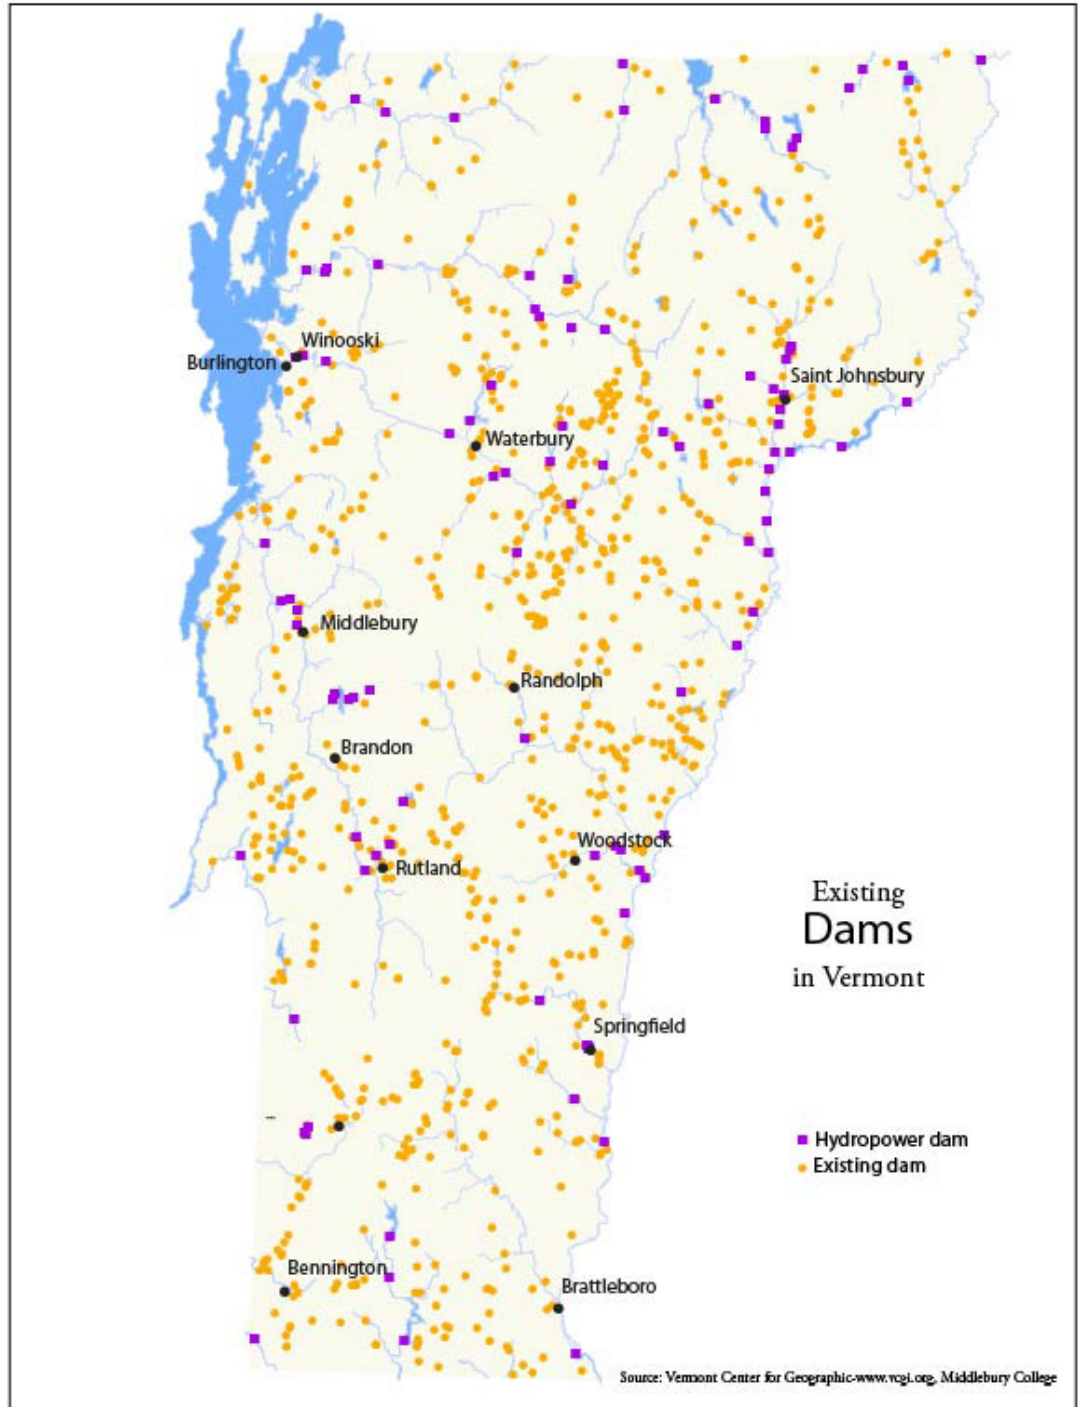 Winooski
Burlington
Saint Johnsbury
Waterbury
Middlebury
Randolph
Brandon
Woodstock
Rutland
Existing
Dams
in Vermont
Springfield
Hydropower dam
Existing dam
Bennington
Brattleboro
Source: Vermont Center for Geographic-www.vcgi.org, Middlebury College